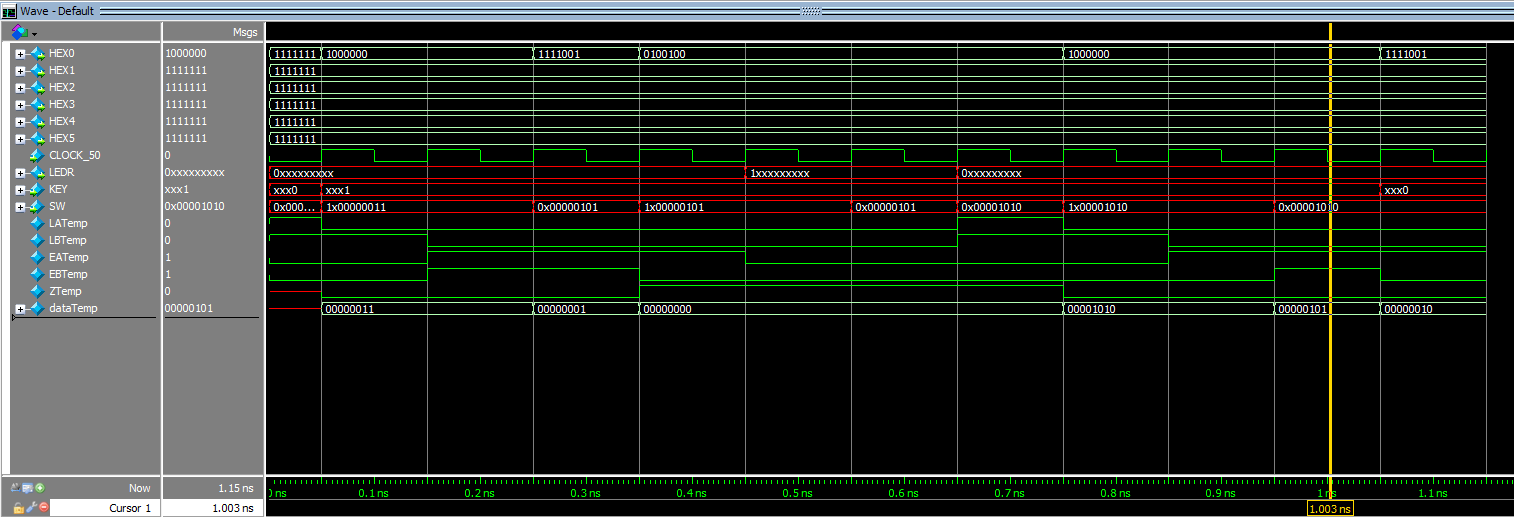 Wave - Default
Msgs
HEX0 1000000 1111111 1000000 1111001 0100100 1000000 1111001
HEX1 1111111 1111111
HEX2 1111111 1111111
HEX3 1111111 1111111
HEX4 1111111 1111111
HEX5 1111111 1111111
CLOCK_50 0
LEDR 0xxxxxxxxx 0xxxxxxxxx 1xxxxxxxxx 0xxxxxxxxx
KEY xxx1 xxx0 xxx1 xxx0
SW 0x00001010 0x000... 1x00000011 0x00000101 1x00000101 0x00000101 0x00001010 1x00001010 0x00001010
LATemp 0
LBTemp 0
EATemp 1
EBTemp 1
ZTemp 0
dataTemp 00000101 00000011 00000001 00000000 00001010 00000101 00000010
Now 1.15 ns ns 0.1 ns 0.2 ns 0.3 ns 0.4 ns 0.5 ns 0.6 ns 0.7 ns 0.8 ns 0.9 ns 1 ns 1.1 ns
Cursor 1 1.003 ns 1.003 ns